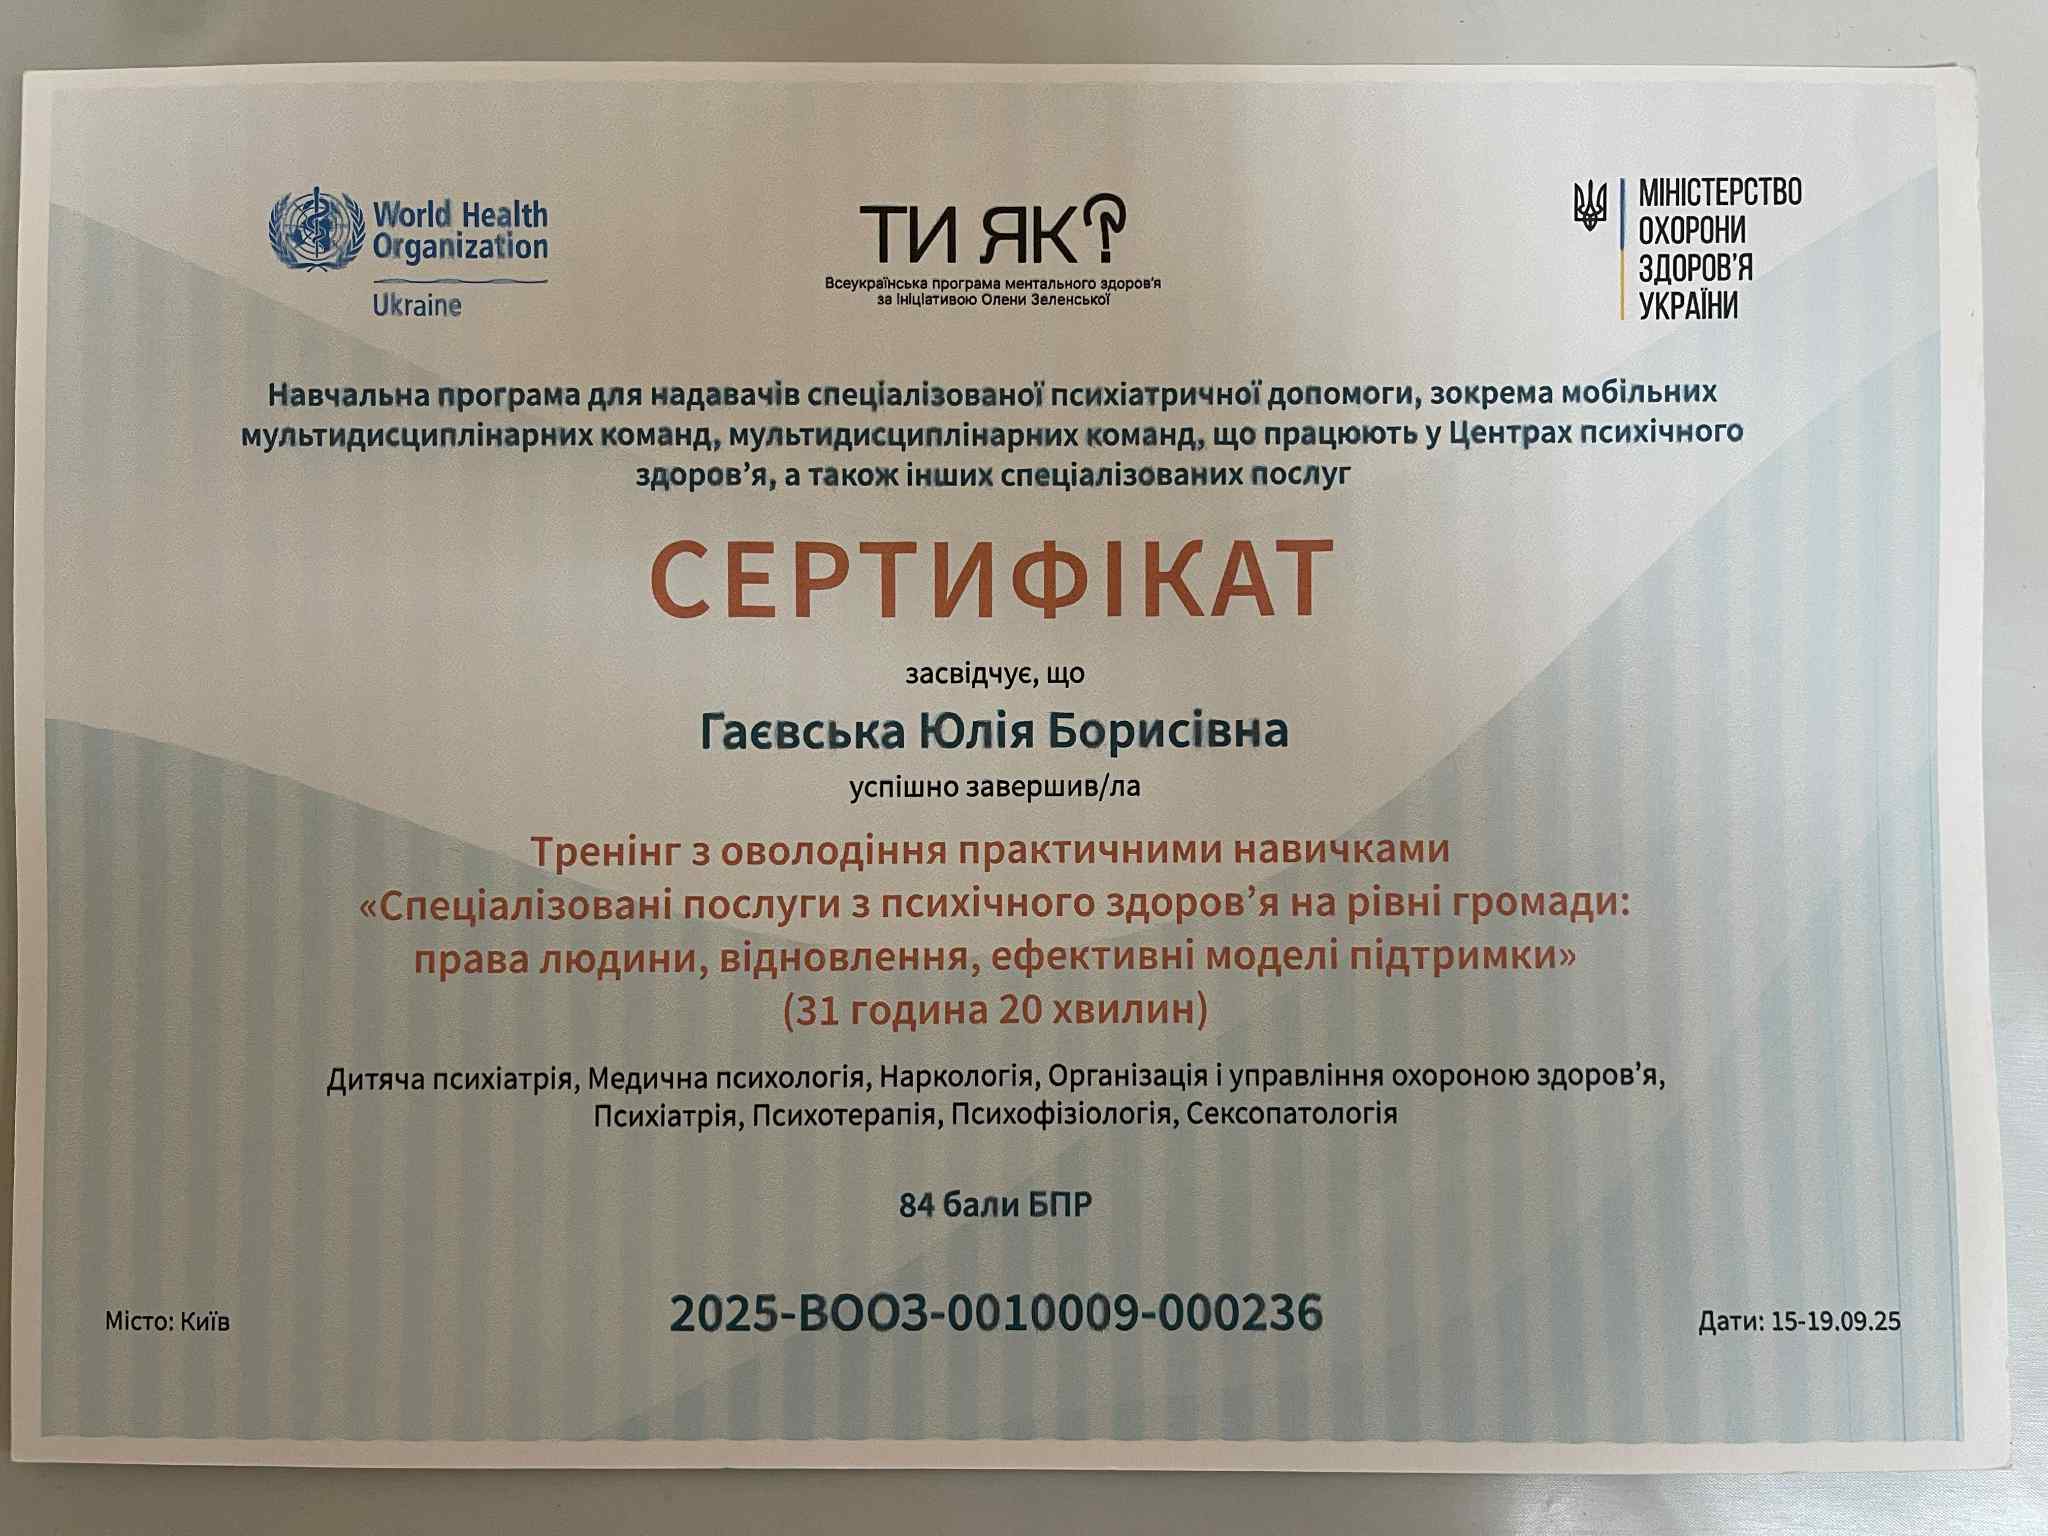 World Health
Organization
Ukraine
ТИ ЯК?
Всеукраїнська програма ментального здоров'я
за ініціативою Олени Зеленської
МІНІСТЕРСТВО
ОХОРОНИ
ЗДОРОВ'Я
УКРАЇНИ
Навчальна програма для надавачів спеціалізованої психіатричної допомоги, зокрема мобільних
мультидисциплінарних команд, мультидисциплінарних команд, що працюють у Центрах психічного
здоров'я, а також інших спеціалізованих послуг
СЕРТИФІКАТ
засвідчує, що
Гаєвська Юлія Борисівна
успішно завершив/ла
Тренінг з оволодіння практичними навичками
«Спеціалізовані послуги з психічного здоров'я на рівні громади:
права людини, відновлення, ефективні моделі підтримки»
(31 година 20 хвилин)
Дитяча психіатрія, Медична психологія, Наркологія, Організація і управління охороною здоров'я,
Психіатрія, Психотерапія, Психофізіологія, Сексопатологія
84 бали БПР
Місто: Київ
2025-ВООЗ-0010009-000236
Дати: 15-19.09.25